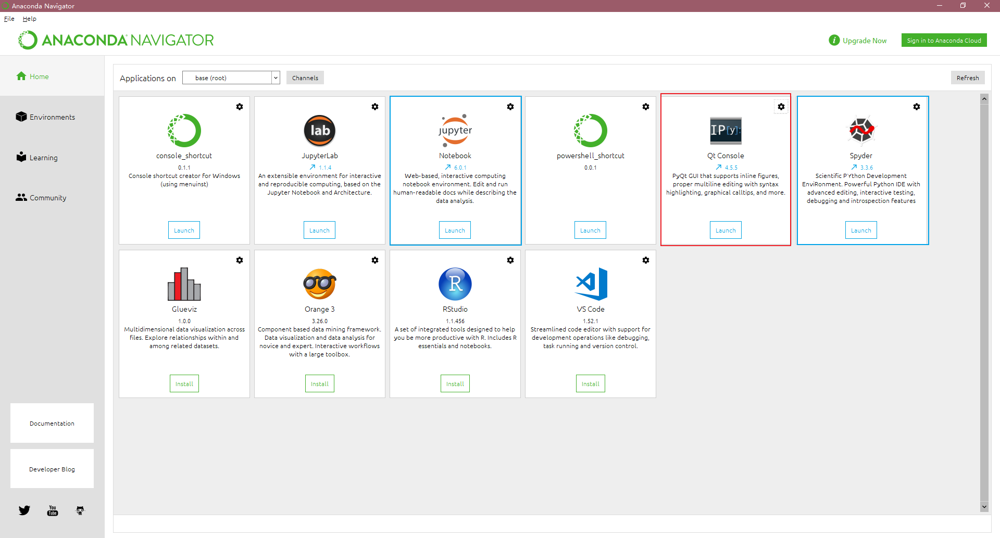 Anaconda Navigator
File Help
ANACONDA NAVIGATOR
i Upgrade Now
Sign in to Anaconda Cloud
Home
Environments
Learning
Community
Documentation
Developer Blog
You
Tube
Applications on
base (root)
Channels
Refresh
console_shortcut
0.1.1
Console shortcut creator for Windows
(using menuinst)
Launch
lab
JupyterLab
1.1.4
An extensible environment for interactive
and reproducible computing, based on the
Jupyter Notebook and Architecture.
Launch
jupyter
Notebook
6.0.1
Web-based, interactive computing
notebook environment. Edit and run
human-readable docs while describing the
data analysis.
Launch
powershell_shortcut
0.0.1
Launch
IP[y]:
Qt Console
4.5.5
PyQt GUI that supports inline figures,
proper multiline editing with syntax
highlighting, graphical calltips, and more.
Launch
Spyder
3.3.6
Scientific PYthon Development
EnviRonment. Powerful Python IDE with
advanced editing, interactive testing,
debugging and introspection features
Launch
Glueviz
1.0.0
Multidimensional data visualization across
files. Explore relationships within and
among related datasets.
Install
Orange 3
3.26.0
Component based data mining framework.
Data visualization and data analysis for
novice and expert. Interactive workflows
with a large toolbox.
Install
R
RStudio
1.1.456
A set of integrated tools designed to help
you be more productive with R. Includes R
essentials and notebooks.
Install
VS Code
1.52.1
Streamlined code editor with support for
development operations like debugging,
task running and version control.
Install